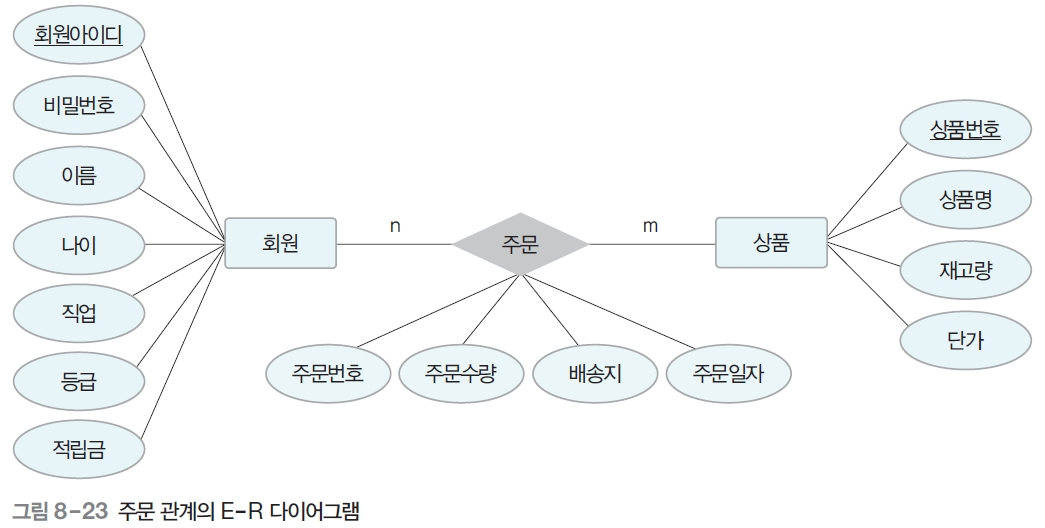 회원아이디
비밀번호
이름
나이
직업
등급
적립금
회원
n
주문
m
상품
상품번호
상품명
재고량
단가
주문번호
주문수량
배송지
주문일자
그림 8-23 주문 관계의 E-R 다이어그램